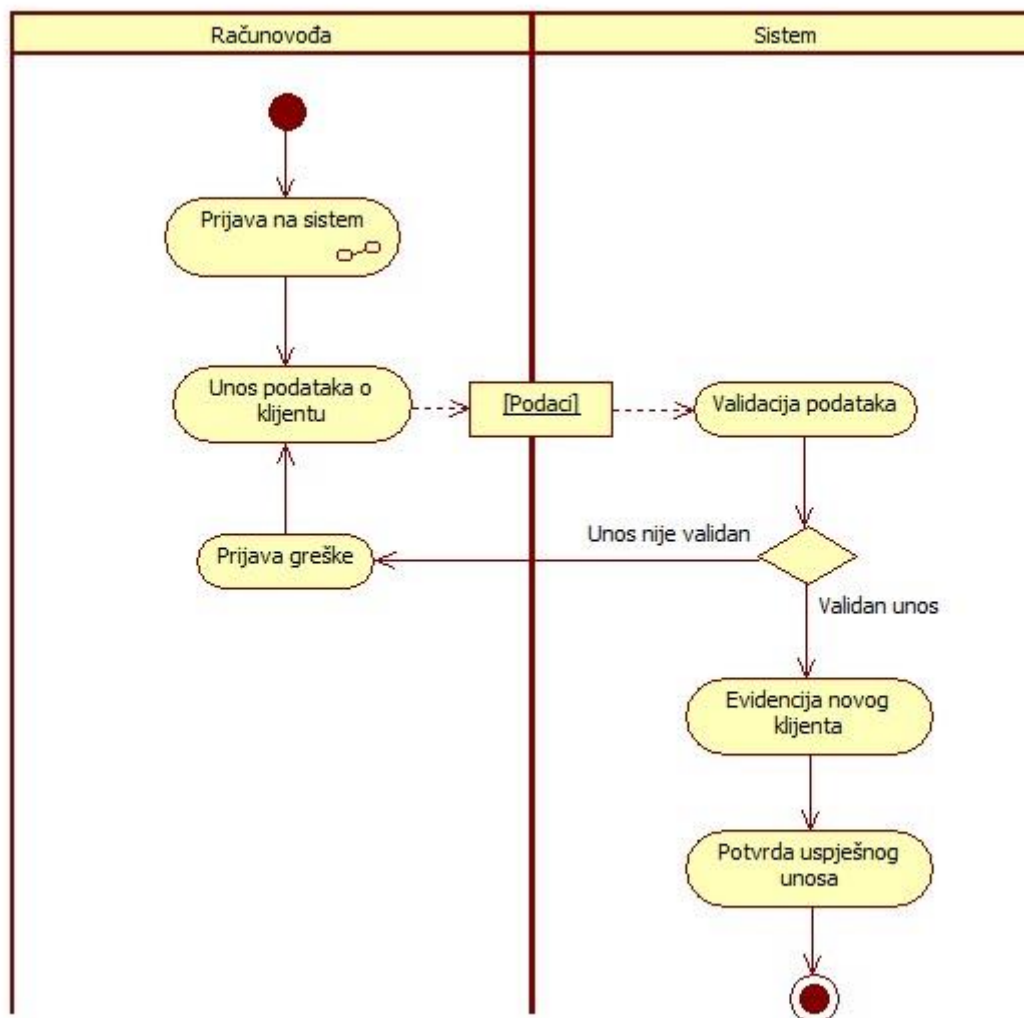 Računovođa
Sistem
Prijava na sistem
Unos podataka o
klijentu
[Podaci]
Validacija podataka
Unos nije validan
Prijava greške
Validan unos
Evidencija novog
klijenta
Potvrda uspješnog
unosa